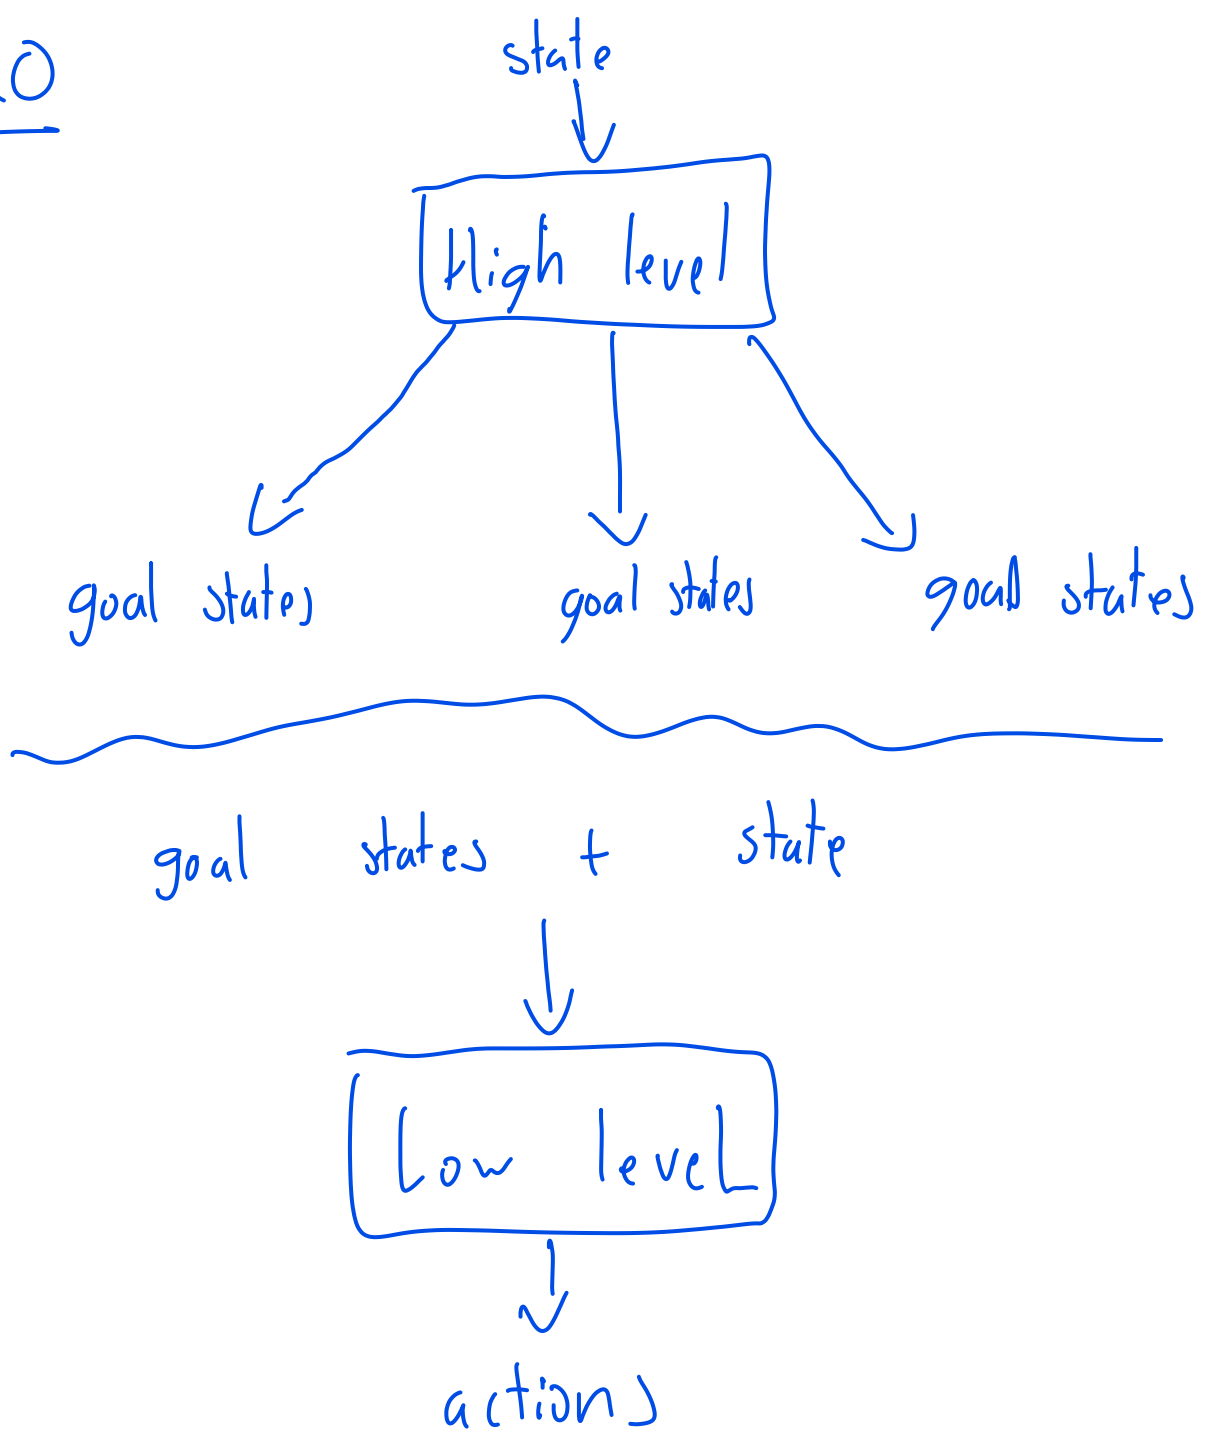 state
High level
goal states goal states goal states
goal states + state
Low level
actions